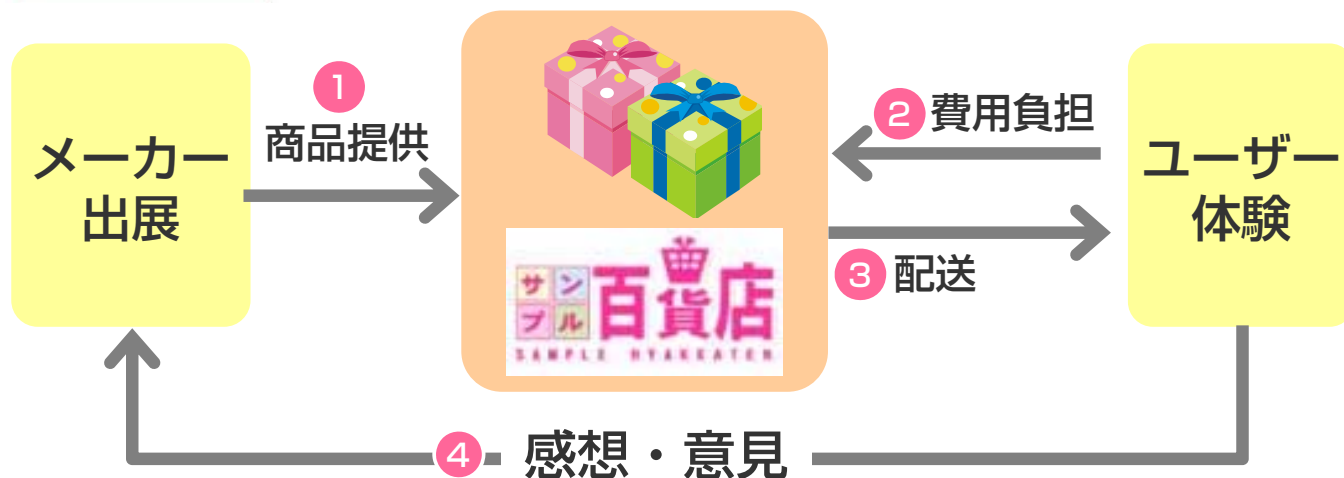 メーカー
出展
1
商品提供
サンプル
百貨店
SAMPLE HYAKKATEN
2 費用負担
3 配送
ユーザー
体験
4 感想・意見